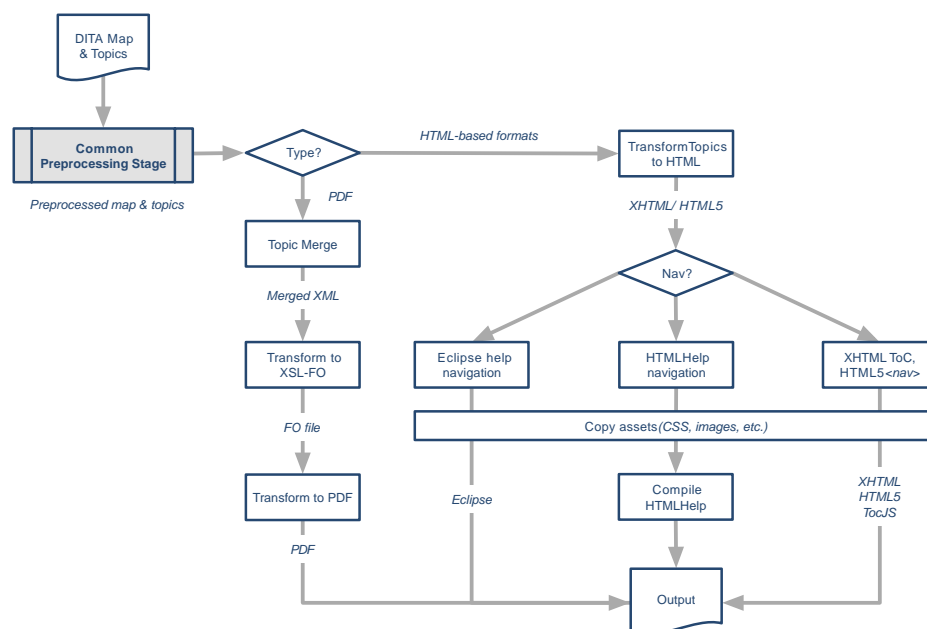 DITA Map
& Topics
Common
Preprocessing Stage
Preprocessed map & topics
Type?
HTML-based formats
PDF
TransformTopics
to HTML
XHTML/ HTML5
Topic Merge
Merged XML
Nav?
Transform to
XSL-FO
Eclipse help
navigation
HTMLHelp
navigation
XHTML ToC,
HTML5<nav>
FO file
Copy assets(CSS, images, etc.)
Transform to PDF
Eclipse
Compile
HTMLHelp
XHTML
HTML5
TocJS
PDF
Output